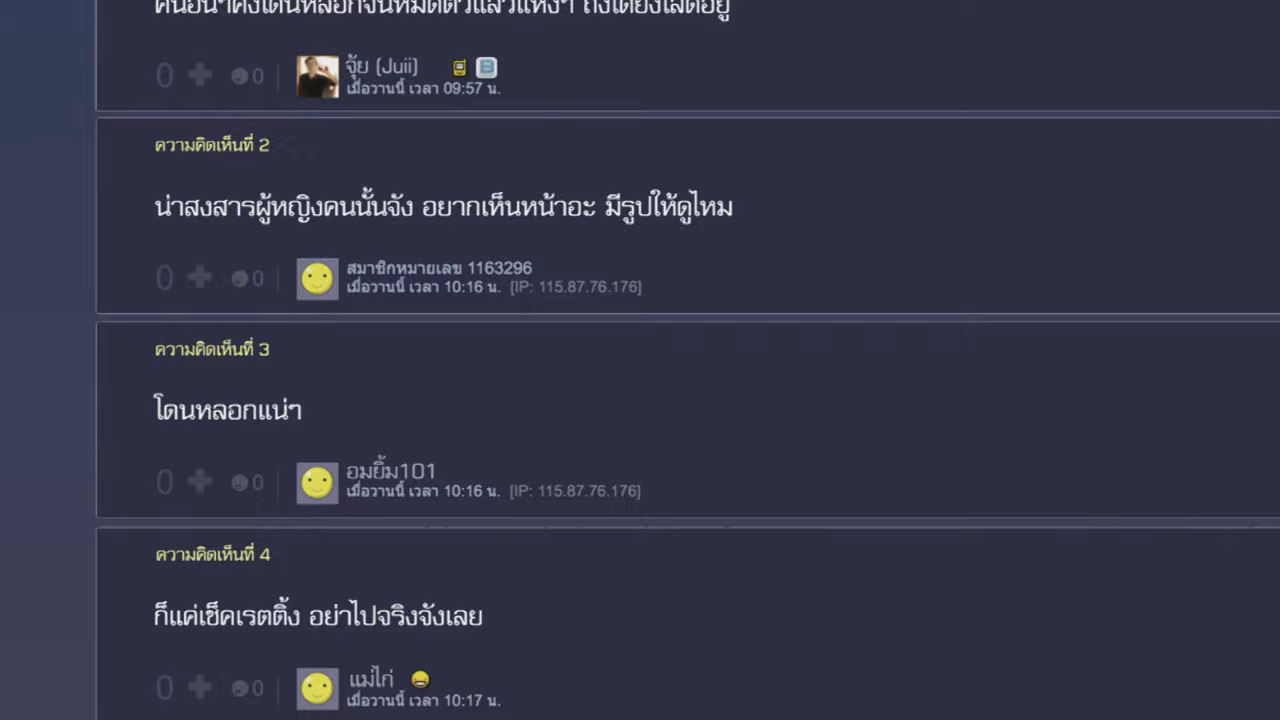 0 0 จุ้ย (Juii)
เมื่อวานนี้ เวลา 09:57 น.
ความคิดเห็นที่ 2
น่าสงสารผู้หญิงคนนั้นจัง อยากเห็นหน้าอะ มีรูปให้ดูไหม
0 0 สมาชิกหมายเลข 1163296
เมื่อวานนี้ เวลา 10:16 น. [IP: 115.87.76.176]
ความคิดเห็นที่ 3
โดนหลอกแน่ๆ
0 0 อมยิ้ม101
เมื่อวานนี้ เวลา 10:16 น. [IP: 115.87.76.176]
ความคิดเห็นที่ 4
ก็แค่เช็คเรตติ้ง อย่าไปจริงจังเลย
0 0 แม่ไก่
เมื่อวานนี้ เวลา 10:17 น.